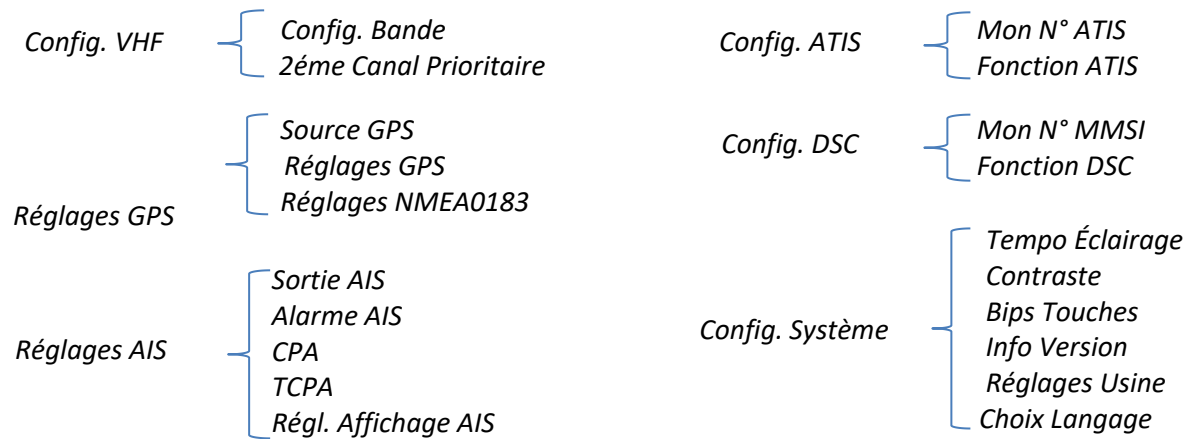 Config. VHF
Config. Bande
2éme Canal Prioritaire
Réglages GPS
Source GPS
Réglages GPS
Réglages NMEA0183
Réglages AIS
Sortie AIS
Alarme AIS
CPA
TCPA
Régl. Affichage AIS
Config. ATIS
Mon N° ATIS
Fonction ATIS
Config. DSC
Mon N° MMSI
Fonction DSC
Config. Système
Tempo Éclairage
Contraste
Bips Touches
Info Version
Réglages Usine
Choix Langage